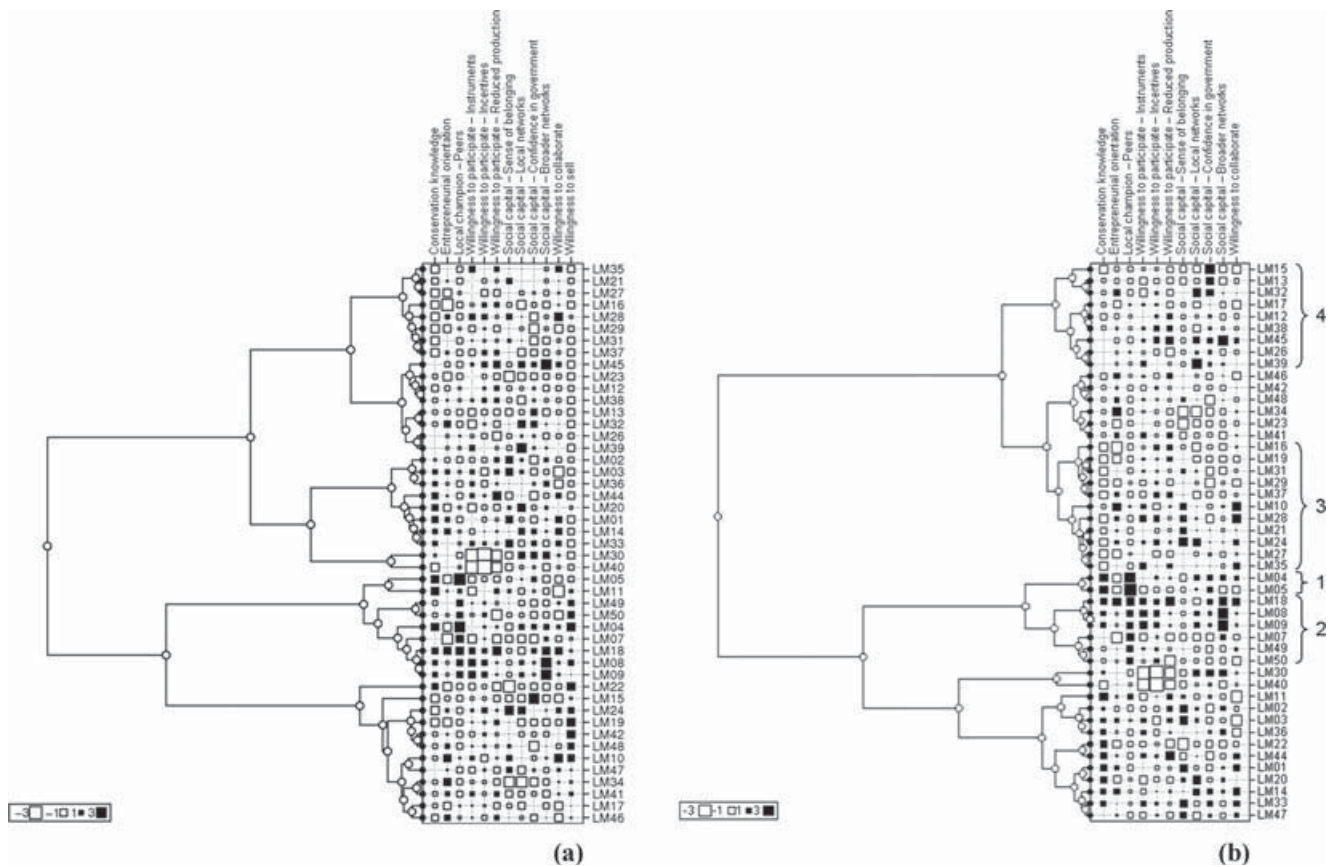 Conservation knowledge
Entrepreneurial orientation
Local champion – Peers
Willingness to participate – Instruments
Willingness to participate – Incentives
Willingness to participate – Reduced production
Social capital – Sense of belonging
Social capital – Local networks
Social capital – Confidence in government
Social capital – Broader networks
Willingness to collaborate
Willingness to sell
LM35
LM21
LM27
LM16
LM28
LM29
LM31
LM37
LM45
LM23
LM12
LM38
LM13
LM32
LM26
LM39
LM02
LM03
LM36
LM44
LM20
LM01
LM14
LM33
LM30
LM40
LM05
LM11
LM49
LM50
LM04
LM07
LM18
LM08
LM09
LM22
LM15
LM24
LM19
LM42
LM48
LM10
LM47
LM34
LM41
LM17
LM46
-3 -1 1 3
(a)
Conservation knowledge
Entrepreneurial orientation
Local champion – Peers
Willingness to participate – Instruments
Willingness to participate – Incentives
Willingness to participate – Reduced production
Social capital – Sense of belonging
Social capital – Local networks
Social capital – Confidence in government
Social capital – Broader networks
Willingness to collaborate
LM15
LM13
LM32
LM17
LM12
LM38
LM45
LM26
LM39
4
LM46
LM42
LM48
LM34
LM23
LM41
LM16
LM19
LM31
LM29
LM37
LM10
LM28
LM21
LM24
LM27
LM35
3
LM04
LM05
1
LM18
LM08
LM09
LM07
LM49
LM50
2
LM30
LM40
LM11
LM02
LM03
LM36
LM22
LM44
LM01
LM20
LM14
LM33
LM47
-3 -1 1 3
(b)